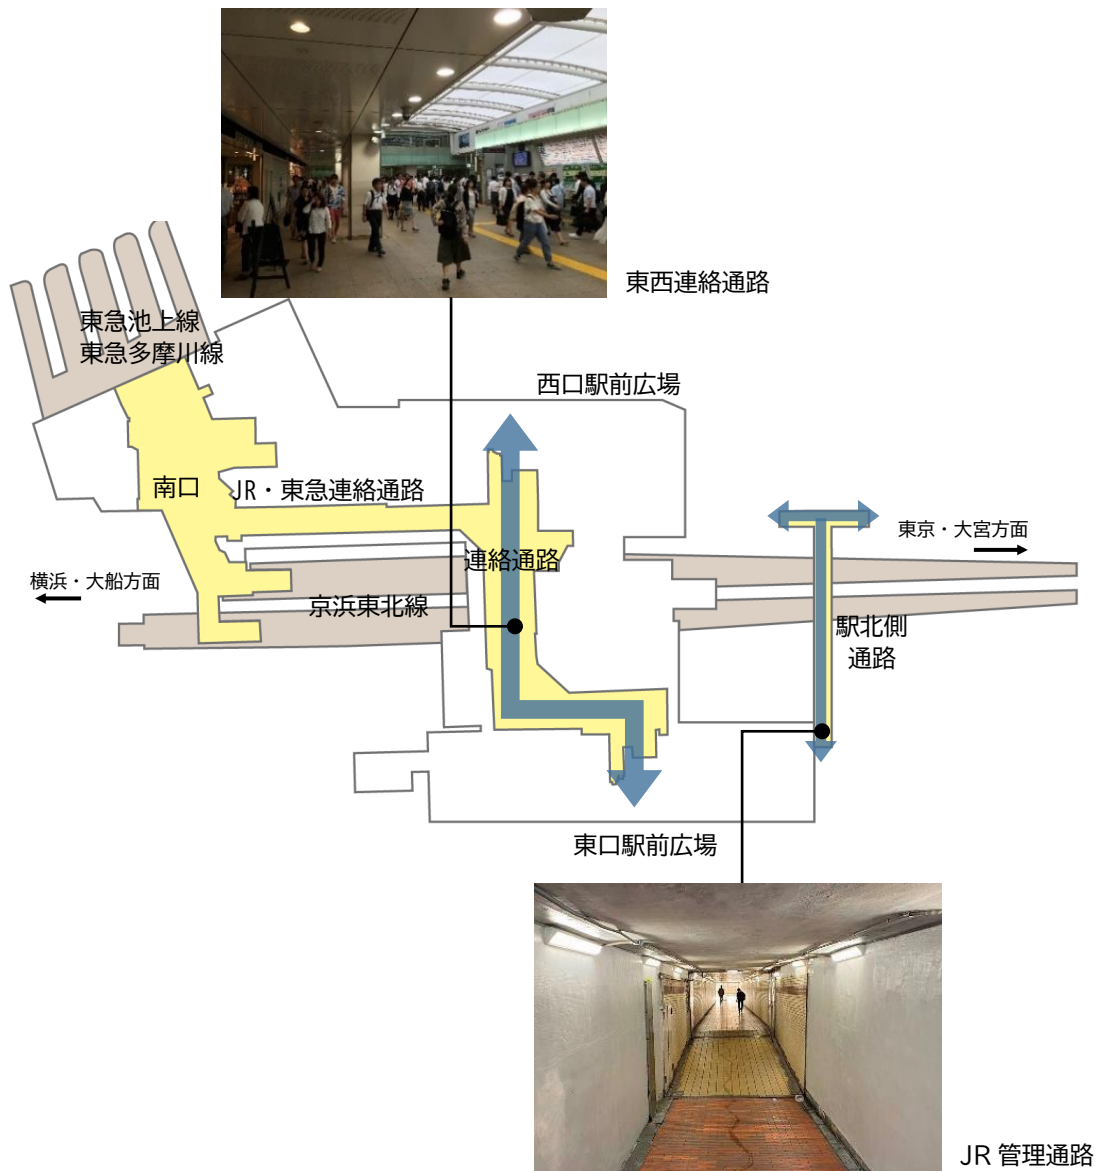 東西連絡通路
東急池上線
東急多摩川線
西口駅前広場
南口
JR・東急連絡通路
東京・大宮方面
連絡通路
横浜・大船方面
京浜東北線
駅北側
通路
東口駅前広場
JR 管理通路